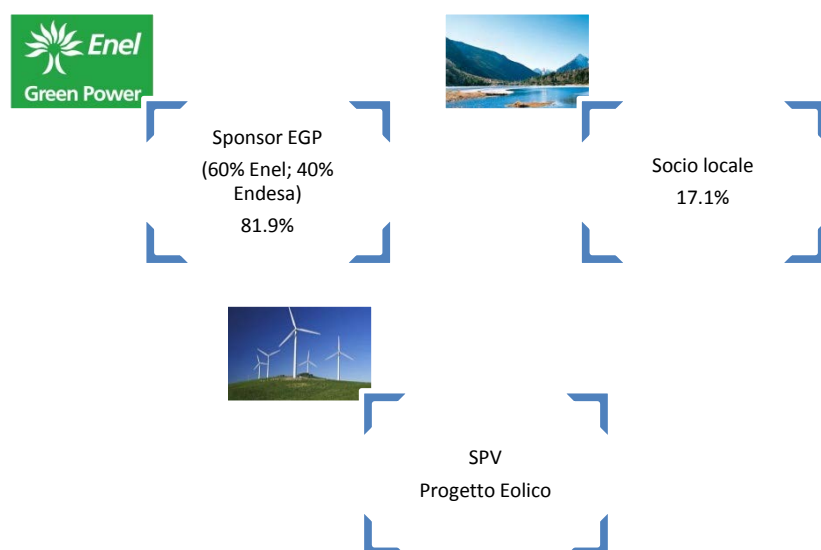 Enel
Green Power
Sponsor EGP
(60% Enel; 40%
Endesa)
81.9%
Socio locale
17.1%
SPV
Progetto Eolico